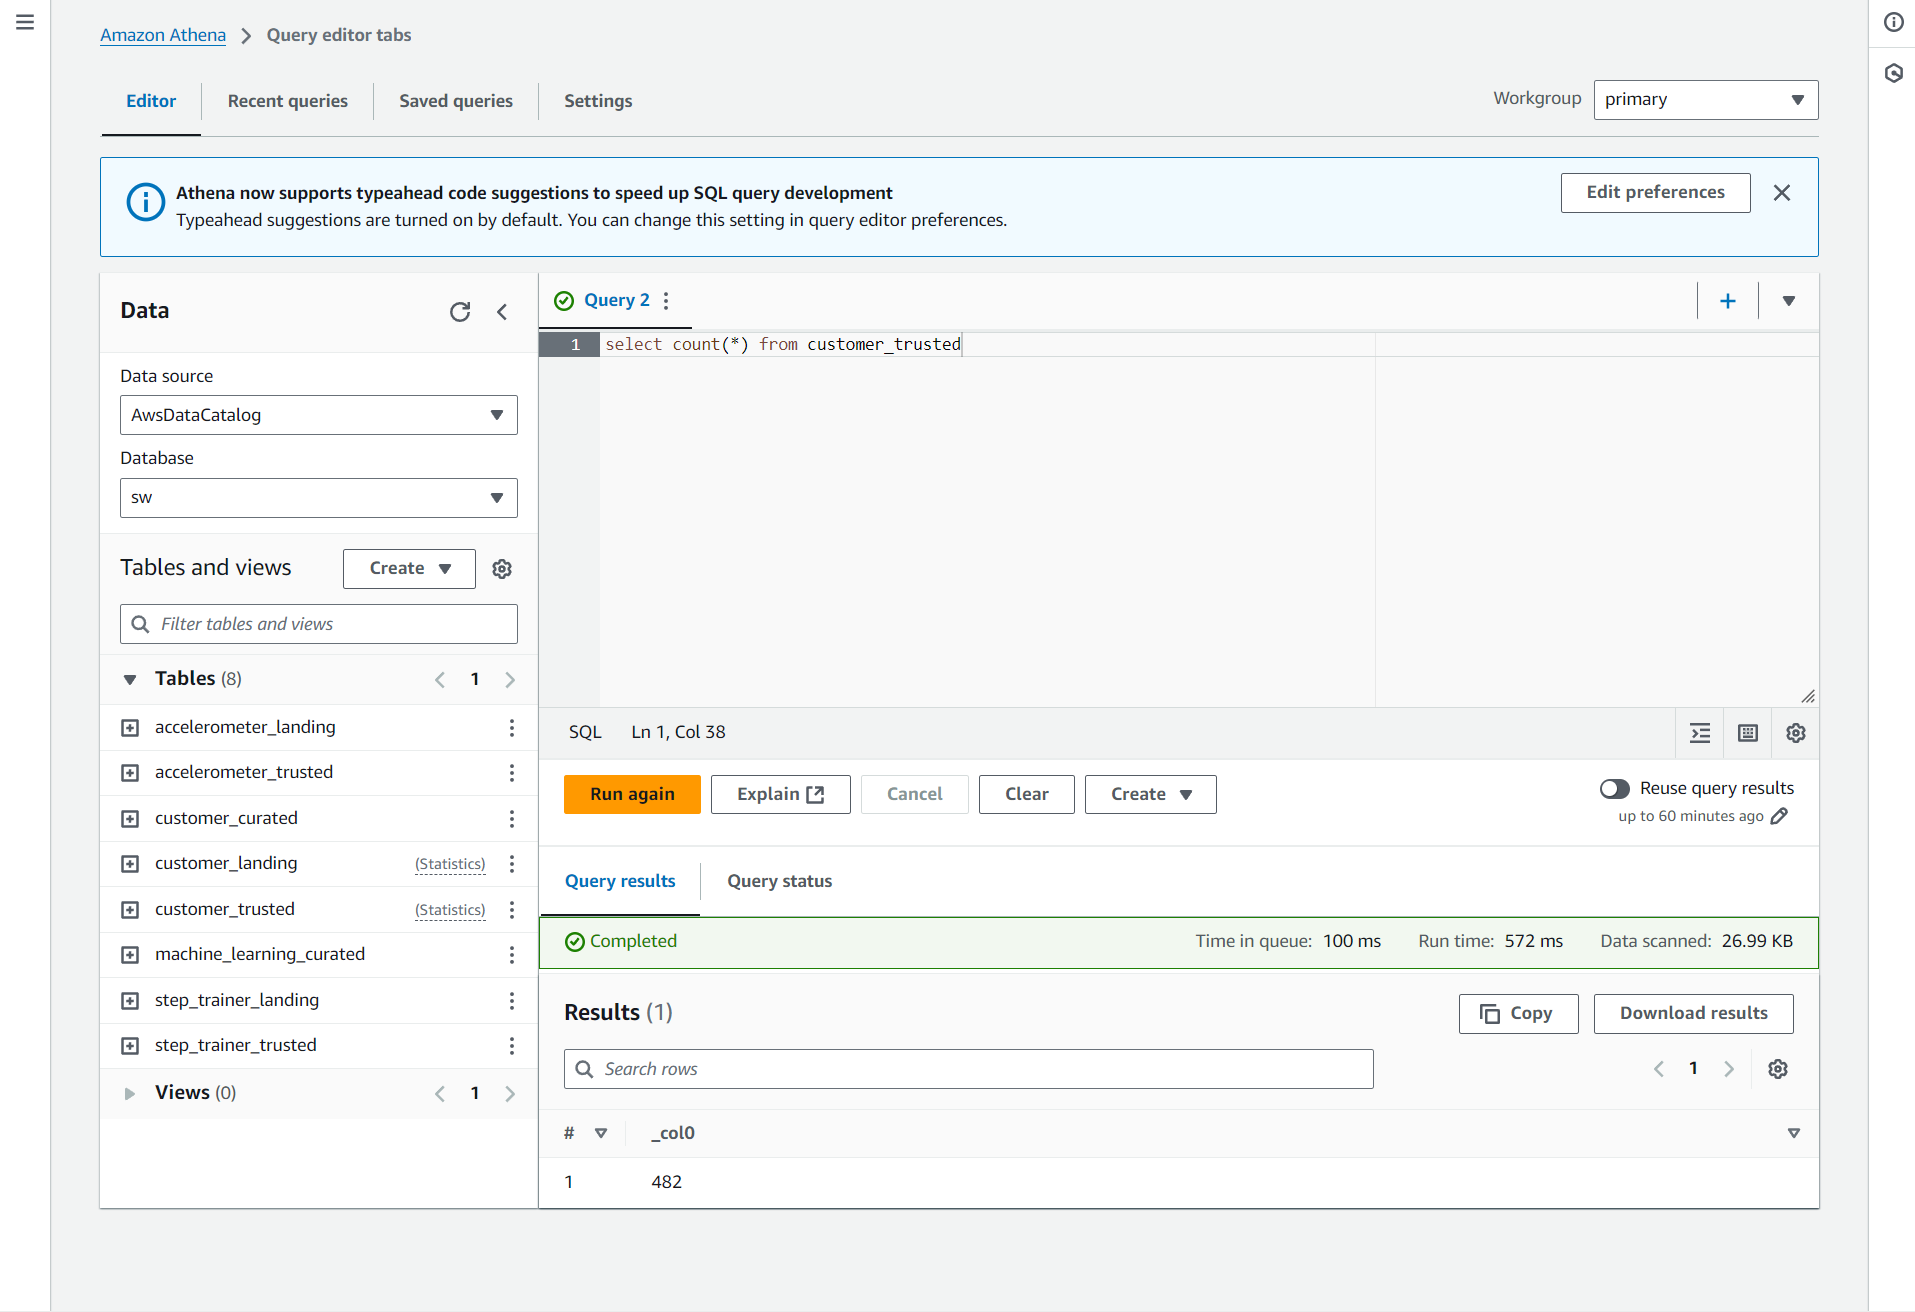 Amazon Athena > Query editor tabs
Editor Recent queries Saved queries Settings Workgroup primary
Athena now supports typeahead code suggestions to speed up SQL query development
Typeahead suggestions are turned on by default. You can change this setting in query editor preferences.
Edit preferences
Data
Data source
AwsDataCatalog
Database
sw
Tables and views Create
Filter tables and views
Tables (8) 1
accelerometer_landing
accelerometer_trusted
customer_curated
customer_landing (Statistics)
customer_trusted (Statistics)
machine_learning_curated
step_trainer_landing
step_trainer_trusted
Views (0) 1
Query 2
1 select count(*) from customer_trusted
SQL Ln 1, Col 38
Run again Explain Cancel Clear Create
Reuse query results
up to 60 minutes ago
Query results Query status
Completed Time in queue: 100 ms Run time: 572 ms Data scanned: 26.99 KB
Results (1) Copy Download results
Search rows 1
# _col0
1 482